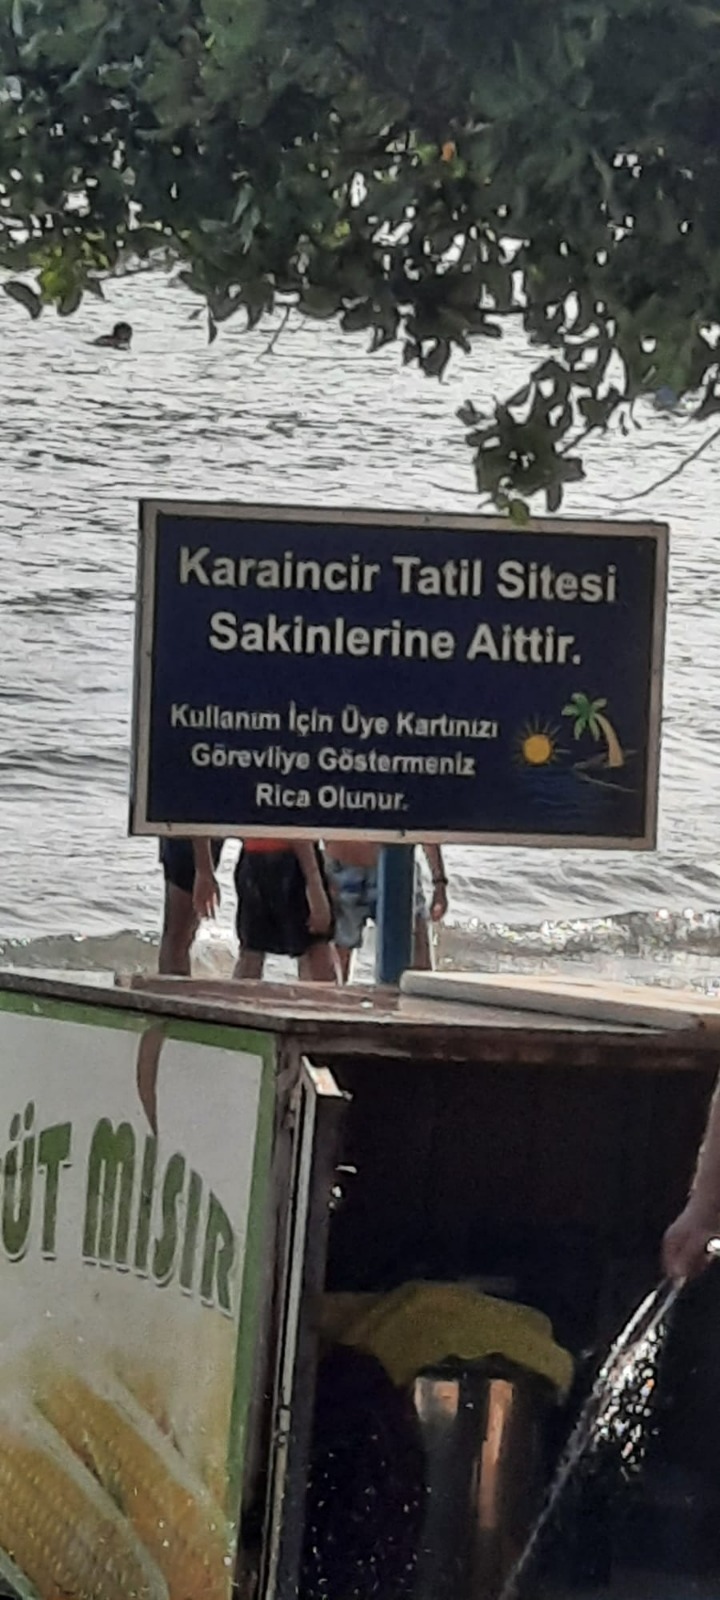 Karaincir Tatil Sitesi
Sakinlerine Aittir.
Kullanım İçin Üye Kartınızı
Görevliye Göstermeniz
Rica Olunur.
ÜT MISIR